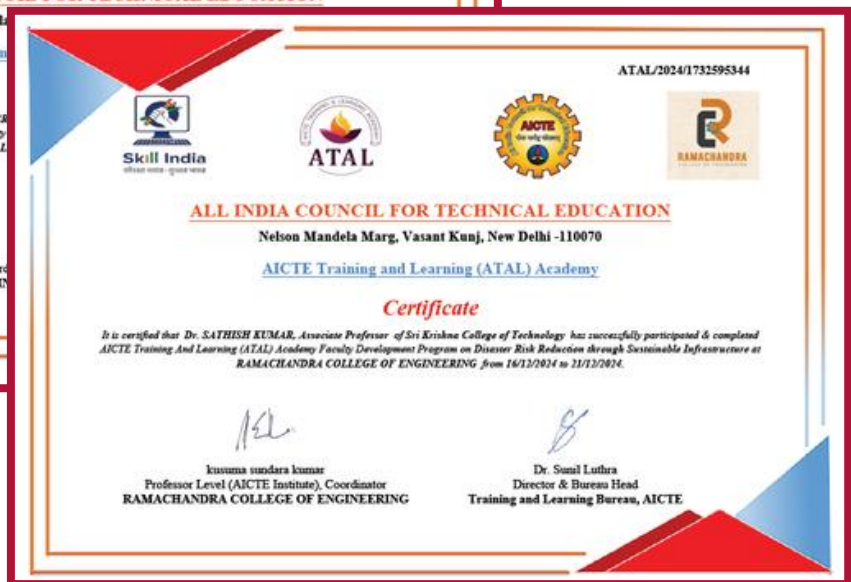 ATAL/2024/1732595344
Skill India
ATAL
AICTE
RAMACHANDRA
ALL INDIA COUNCIL FOR TECHNICAL EDUCATION
Nelson Mandela Marg, Vasant Kunj, New Delhi -110070
AICTE Training and Learning (ATAL) Academy
Certificate
It is certified that Dr. SATHISH KUMAR, Associate Professor of Sri Krishna College of Technology has successfully participated & completed
AICTE Training And Learning (ATAL) Academy Faculty Development Program on Disaster Risk Reduction through Sustainable Infrastructure at
RAMACHANDRA COLLEGE OF ENGINEERING from 16/12/2024 to 21/12/2024.
kusuma sundara kumar
Professor Level (AICTE Institute), Coordinator
RAMACHANDRA COLLEGE OF ENGINEERING
Dr. Sunil Luthra
Director & Bureau Head
Training and Learning Bureau, AICTE